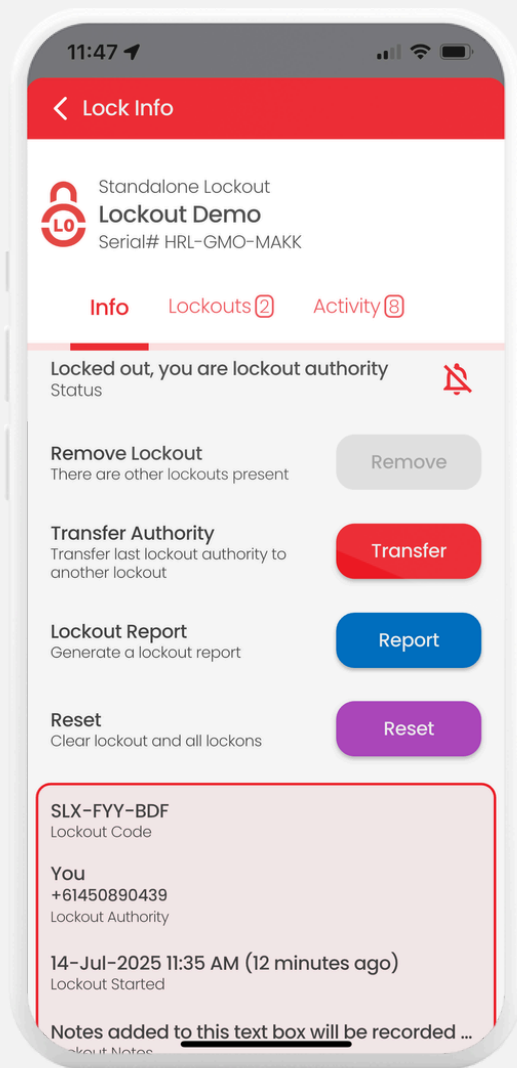 11:47
Lock Info
Standalone Lockout
LO
Lockout Demo
Serial# HRL-GMO-MAKK
Info
Lockouts 2
Activity 8
Locked out, you are lockout authority
Status
Remove Lockout
There are other lockouts present
Remove
Transfer Authority
Transfer last lockout authority to
another lockout
Transfer
Lockout Report
Generate a lockout report
Report
Reset
Clear lockout and all lockons
Reset
SLX-FYY-BDF
Lockout Code
You
+61450890439
Lockout Authority
14-Jul-2025 11:35 AM (12 minutes ago)
Lockout Started
Notes added to this text box will be recorded ...
Lockout Notes